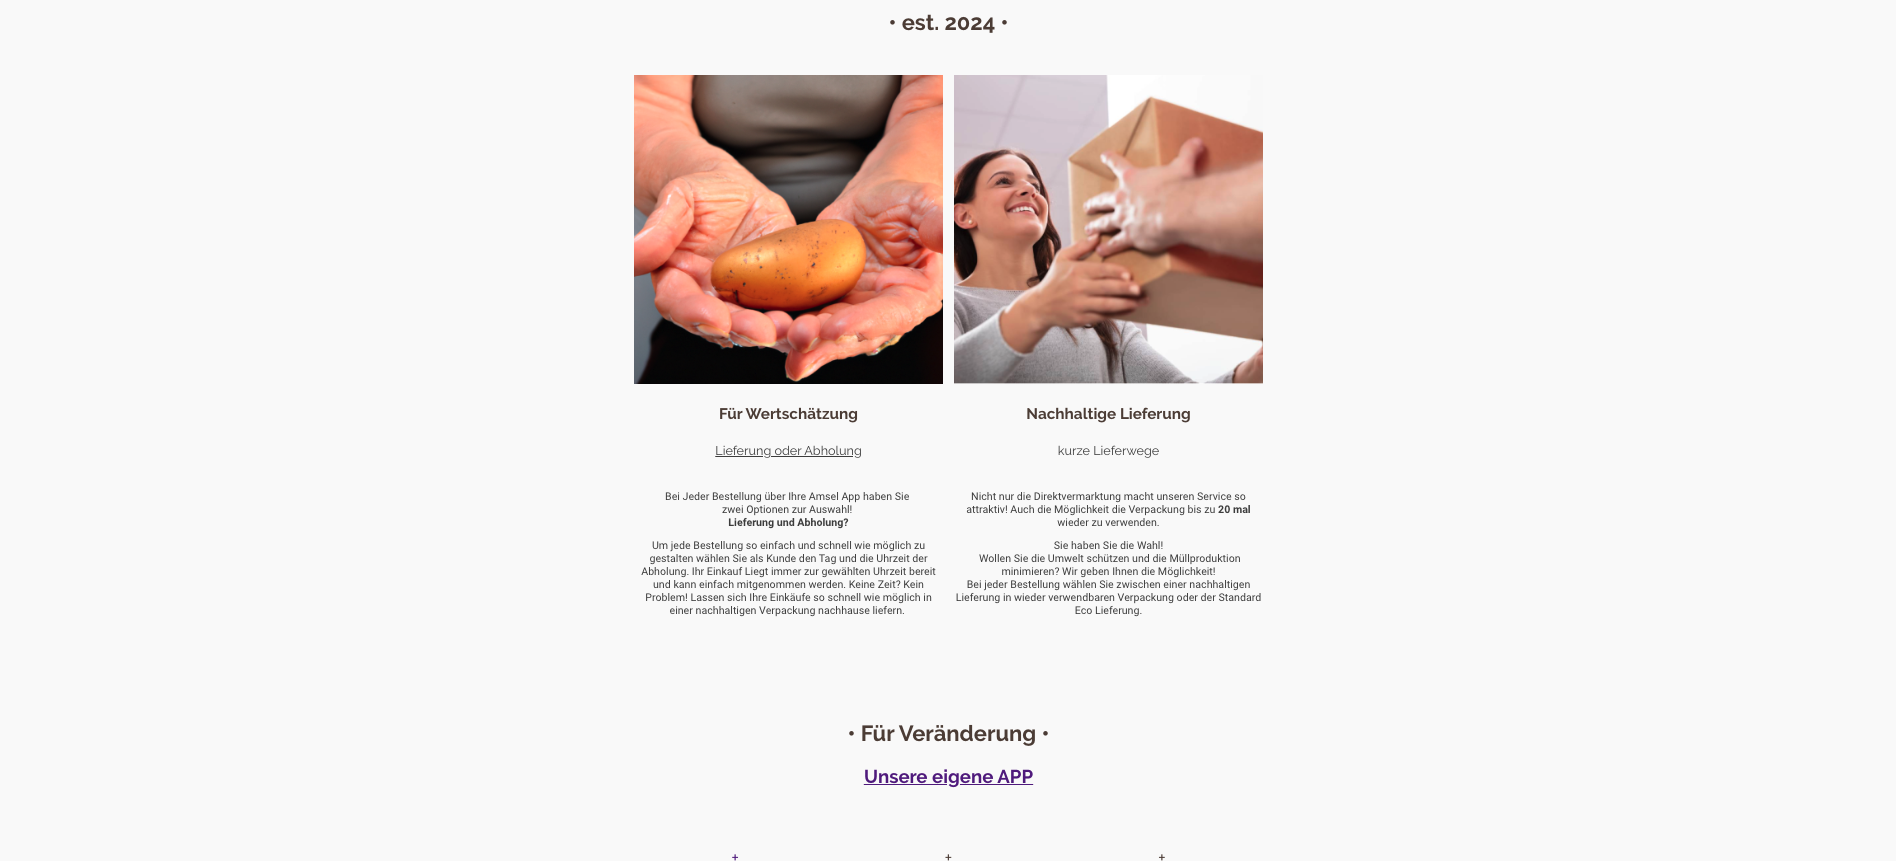 • est. 2024 •
Für Wertschätzung
Lieferung oder Abholung
Bei Jeder Bestellung über Ihre Amsel App haben Sie
zwei Optionen zur Auswahl!
Lieferung und Abholung?
Um jede Bestellung so einfach und schnell wie möglich zu
gestalten wählen Sie als Kunde den Tag und die Uhrzeit der
Abholung. Ihr Einkauf Liegt immer zur gewählten Uhrzeit bereit
und kann einfach mitgenommen werden. Keine Zeit? Kein
Problem! Lassen sich Ihre Einkäufe so schnell wie möglich in
einer nachhaltigen Verpackung nachhause liefern.
Nachhaltige Lieferung
kurze Lieferwege
Nicht nur die Direktvermarktung macht unseren Service so
attraktiv! Auch die Möglichkeit die Verpackung bis zu 20 mal
wieder zu verwenden.
Sie haben Sie die Wahl!
Wollen Sie die Umwelt schützen und die Müllproduktion
minimieren? Wir geben Ihnen die Möglichkeit!
Bei jeder Bestellung wählen Sie zwischen einer nachhaltigen
Lieferung in wieder verwendbaren Verpackung oder der Standard
Eco Lieferung.
• Für Veränderung •
Unsere eigene APP
+ + +